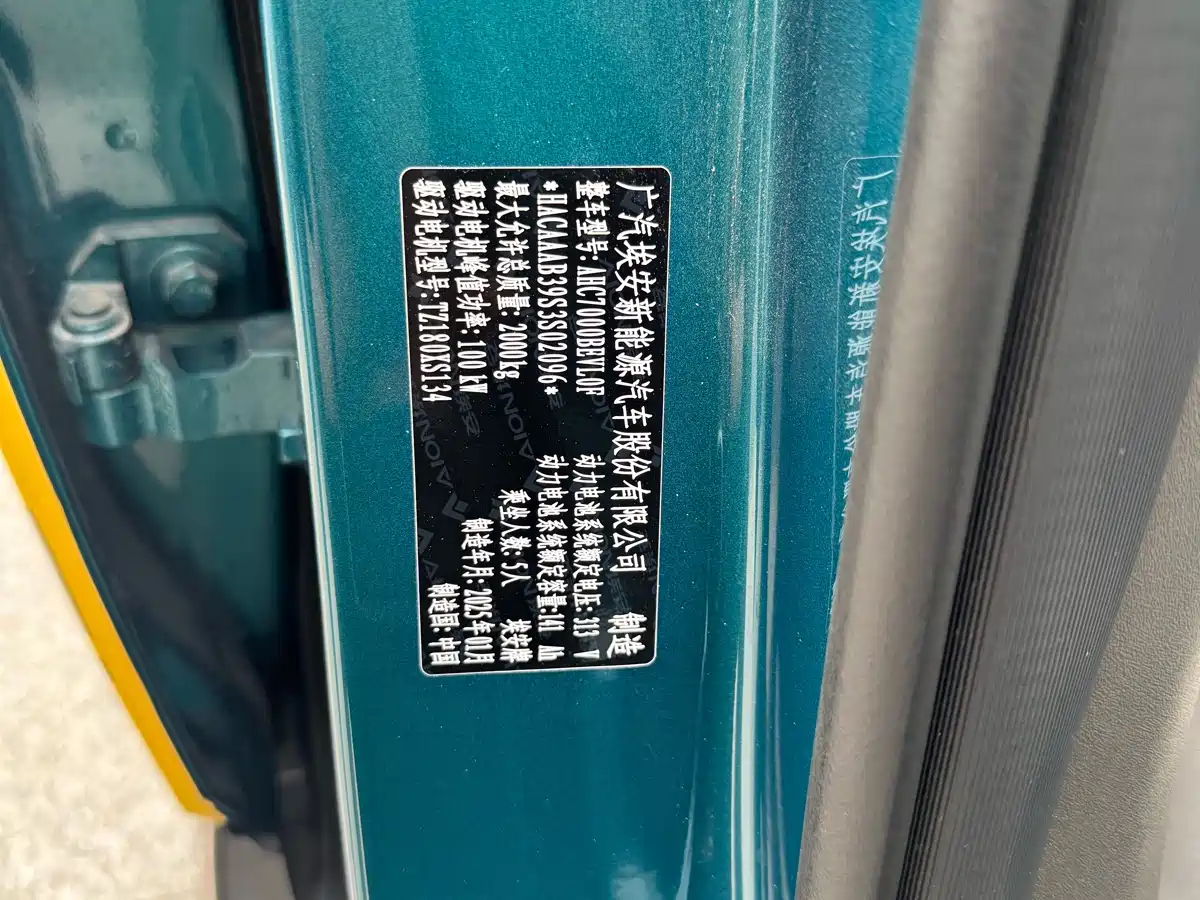 广汽埃安新能源汽车股份有限公司 制造
整车型号: AHC7000BEVL0F 动力电池系统额定电压: 313 V
*HACAAAB39S3S02096* 动力电池系统额定容量:141 Ah
最大允许总质量: 20001kg 乘坐人数: 5人 埃安牌
驱动电机峰值功率: 100 kW 制造年月: 2025年01月
驱动电机型号: TZ180XS134 制造国: 中国
AION